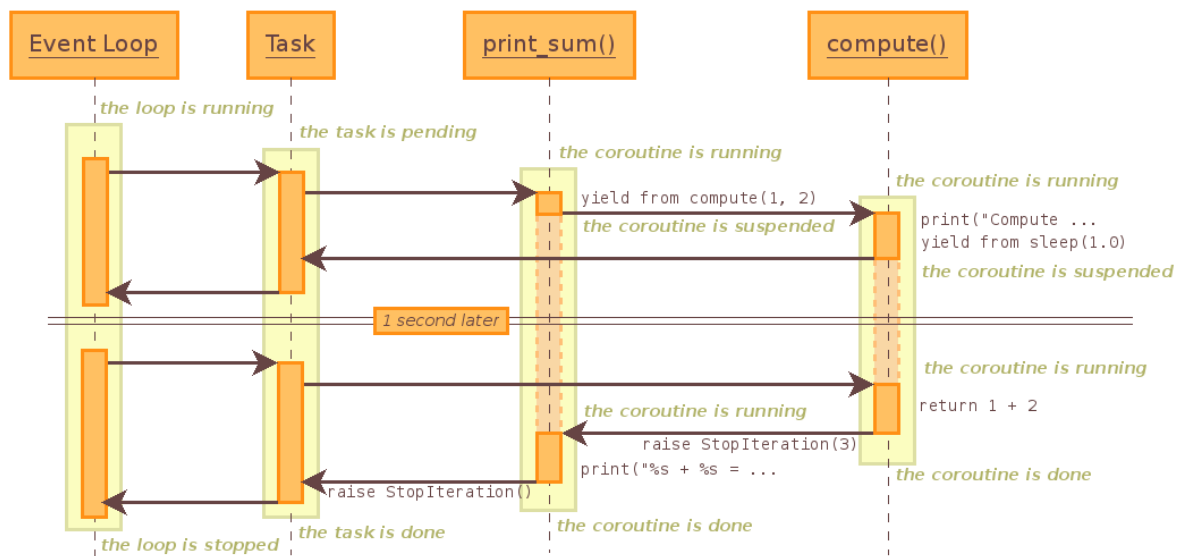 Event Loop
Task
print_sum()
compute()
the loop is running
the task is pending
the coroutine is running
the coroutine is running
yield from compute(1, 2)
print("Compute ...
the coroutine is suspended
yield from sleep(1.0)
the coroutine is suspended
1 second later
the coroutine is running
return 1 + 2
the coroutine is running
raise StopIteration(3)
print("%s + %s = ...
the coroutine is done
raise StopIteration()
the coroutine is done
the task is done
the loop is stopped